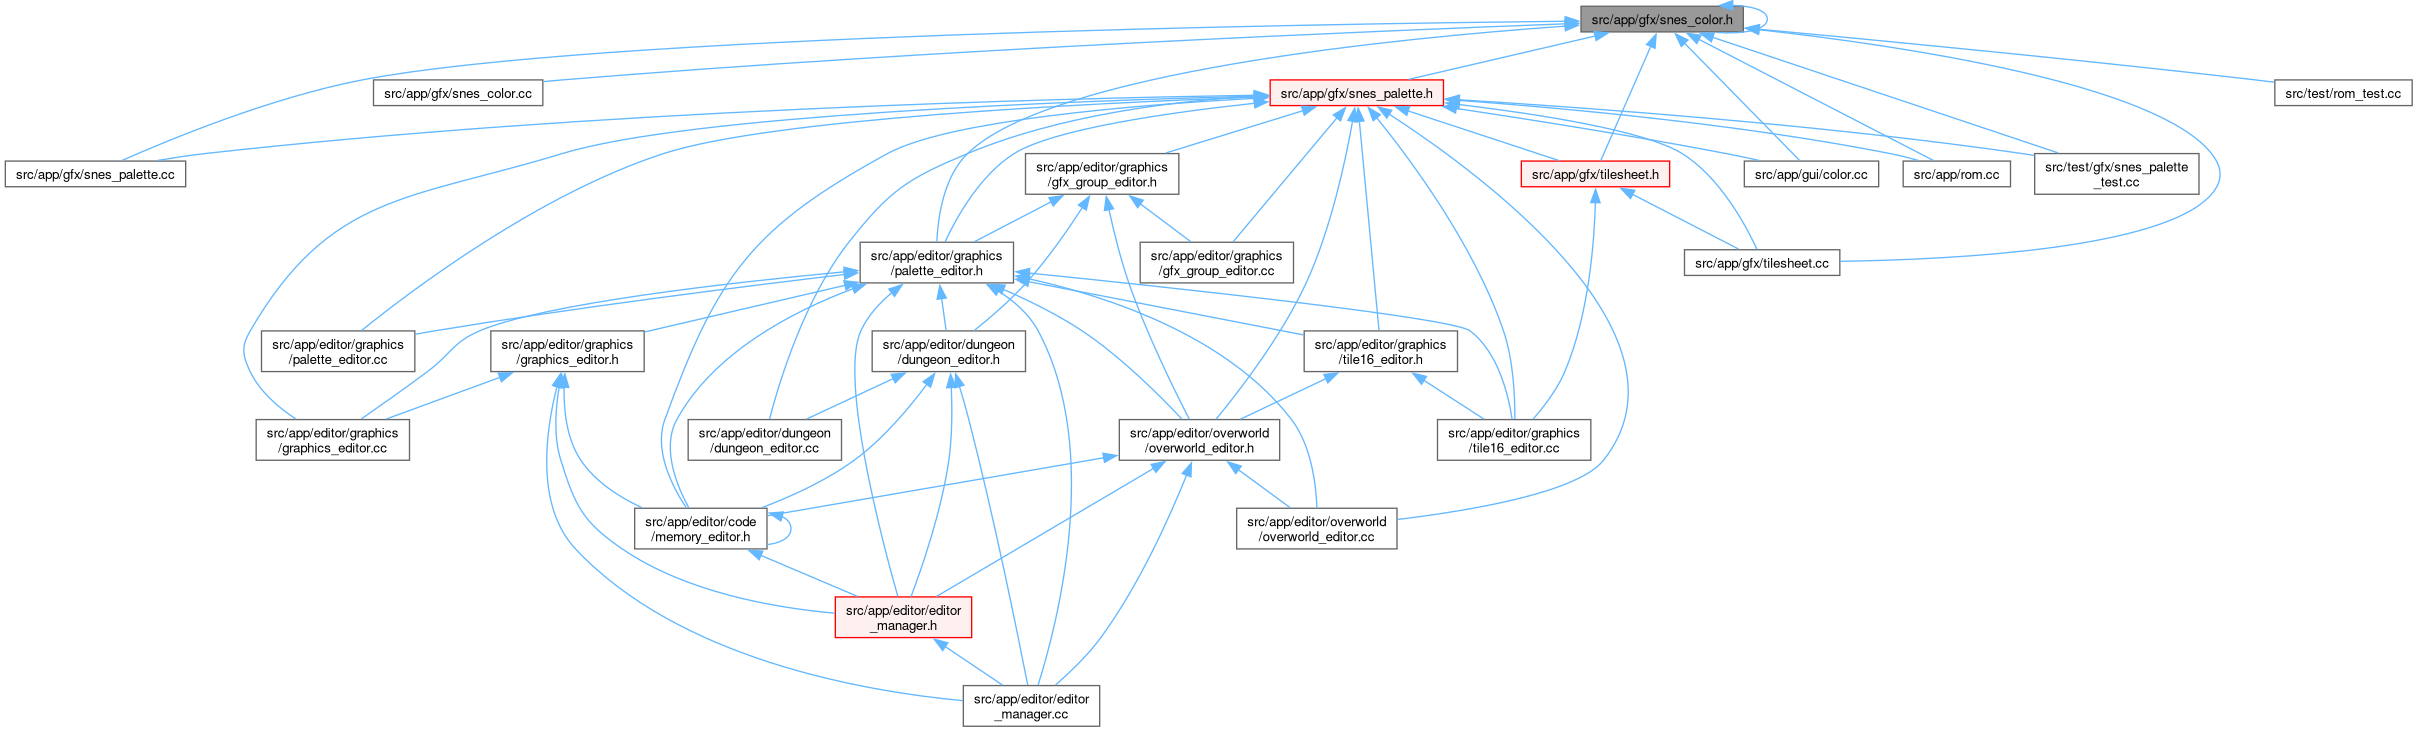 src/app/gfx/snes_color.h
src/app/gfx/snes_color.cc
src/app/gfx/snes_palette.h
src/test/rom_test.cc
src/app/gfx/snes_palette.cc
src/app/editor/graphics
/gfx_group_editor.h
src/app/gfx/tilesheet.h
src/app/gui/color.cc
src/app/rom.cc
src/test/gfx/snes_palette
_test.cc
src/app/editor/graphics
/palette_editor.h
src/app/editor/graphics
/gfx_group_editor.cc
src/app/gfx/tilesheet.cc
src/app/editor/graphics
/palette_editor.cc
src/app/editor/graphics
/graphics_editor.h
src/app/editor/dungeon
/dungeon_editor.h
src/app/editor/graphics
/tile16_editor.h
src/app/editor/graphics
/graphics_editor.cc
src/app/editor/dungeon
/dungeon_editor.cc
src/app/editor/overworld
/overworld_editor.h
src/app/editor/graphics
/tile16_editor.cc
src/app/editor/code
/memory_editor.h
src/app/editor/overworld
/overworld_editor.cc
src/app/editor/editor
_manager.h
src/app/editor/editor
_manager.cc